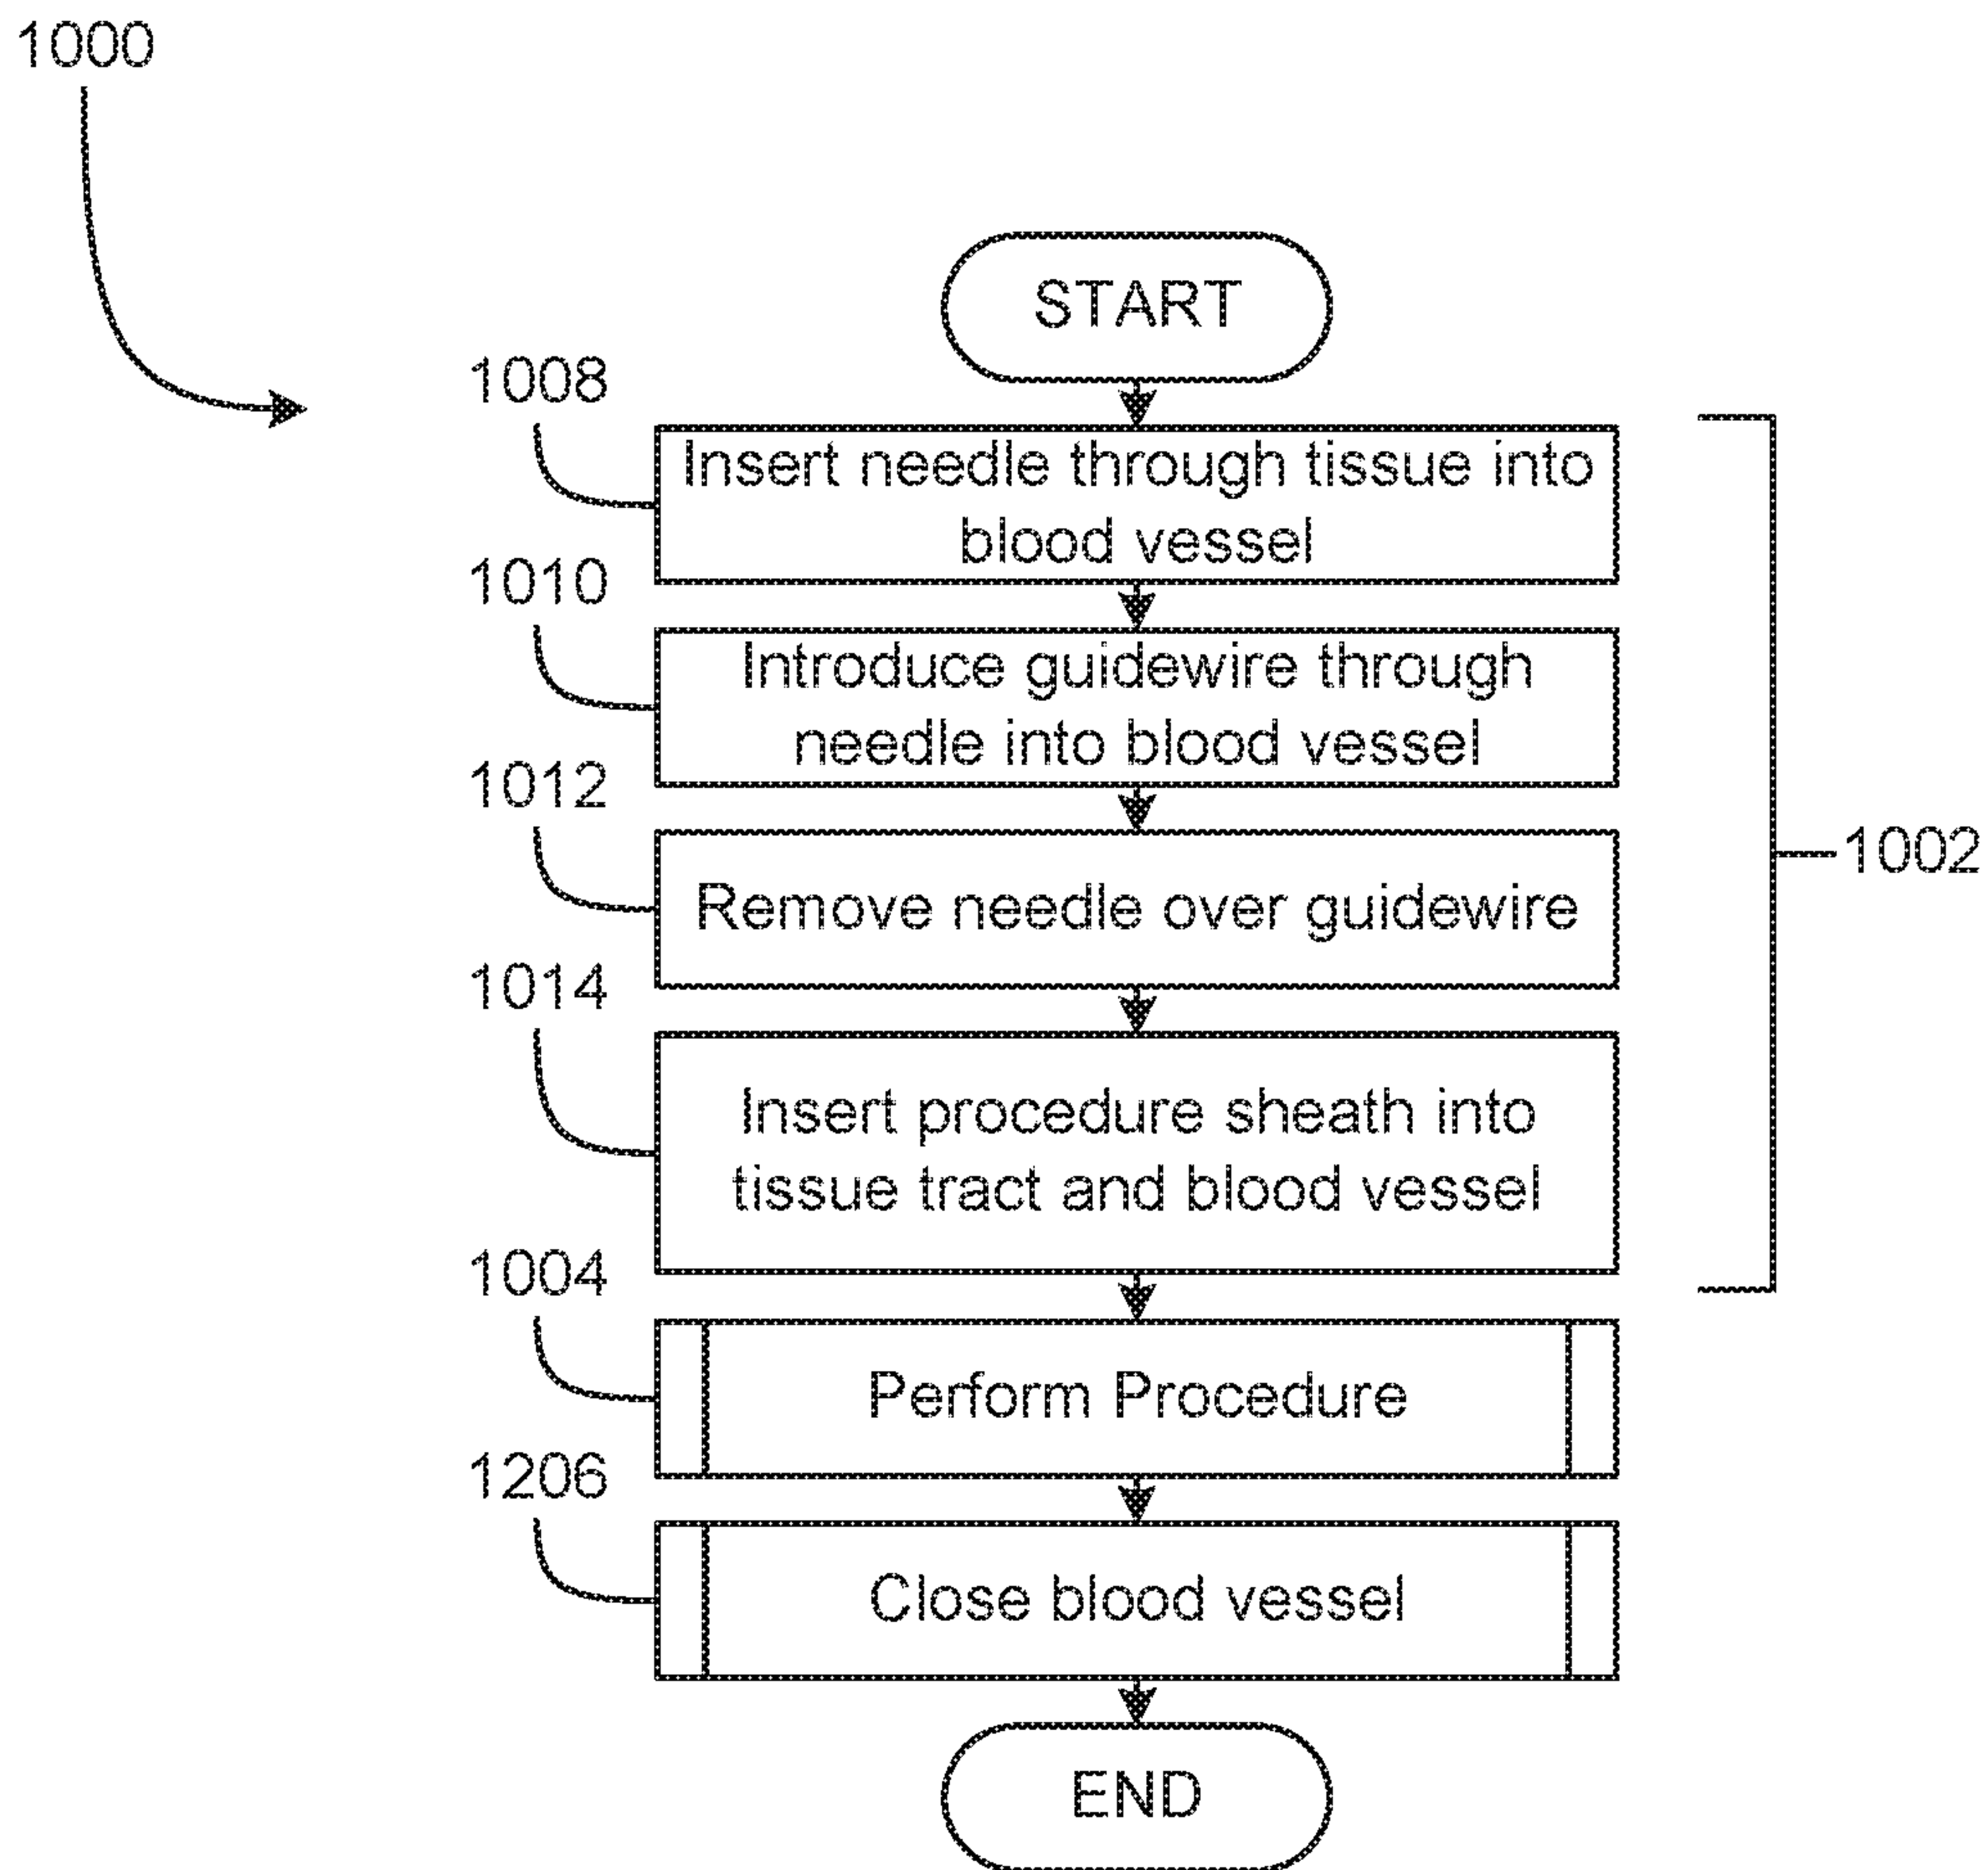 1000
START
1008
Insert needle through tissue into
blood vessel
1010
Introduce guidewire through
needle into blood vessel
1012
Remove needle over guidewire
1002
1014
Insert procedure sheath into
tissue tract and blood vessel
1004
Perform Procedure
1206
Close blood vessel
END